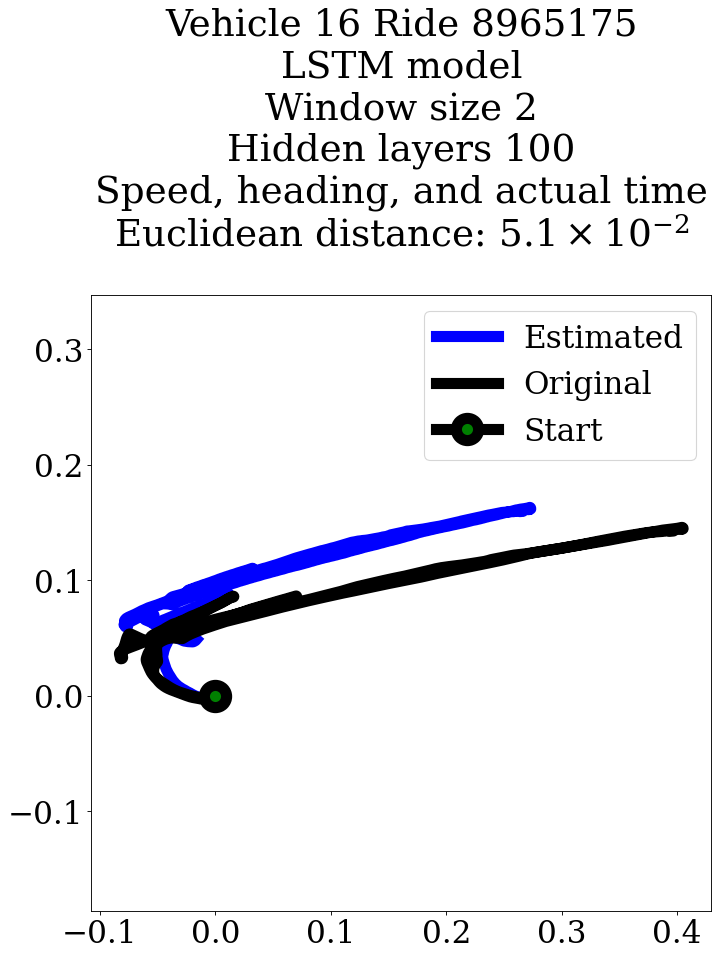 Vehicle 16 Ride 8965175
LSTM model
Window size 2
Hidden layers 100
Speed, heading, and actual time
Euclidean distance: 5.1 × 10⁻²
Estimated
Original
Start
0.3
0.2
0.1
0.0
−0.1
−0.1 0.0 0.1 0.2 0.3 0.4